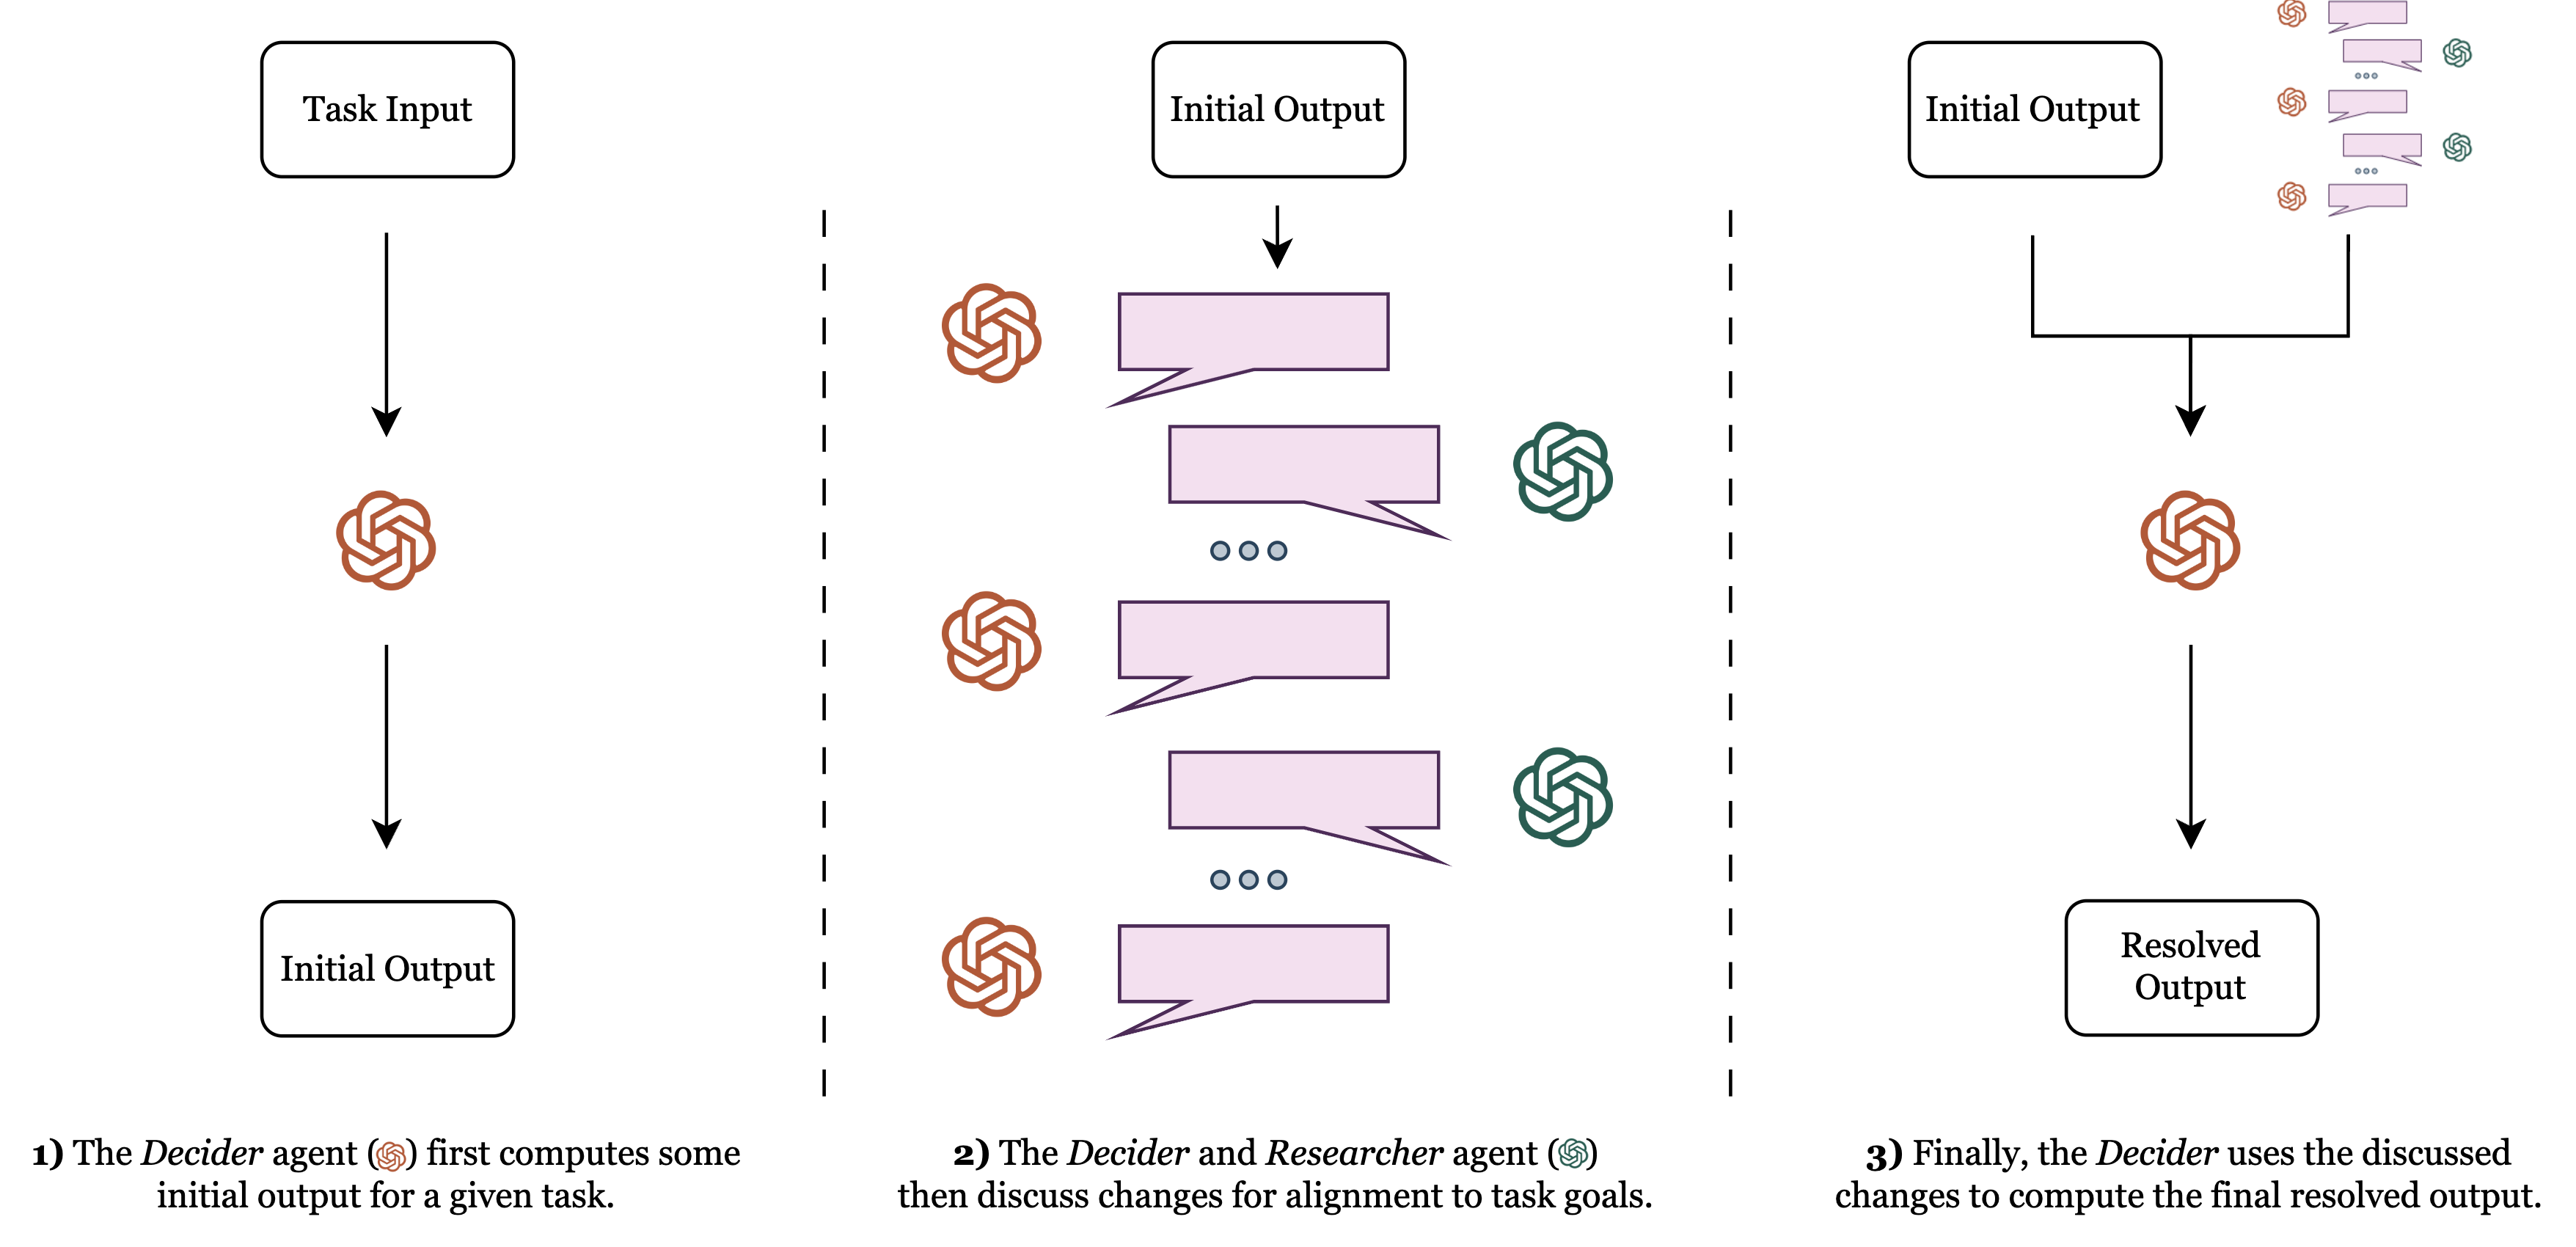 Task Input
Initial Output
1) The Decider agent () first computes some
initial output for a given task.
Initial Output
2) The Decider and Researcher agent ()
then discuss changes for alignment to task goals.
Initial Output
Resolved
Output
3) Finally, the Decider uses the discussed
changes to compute the final resolved output.